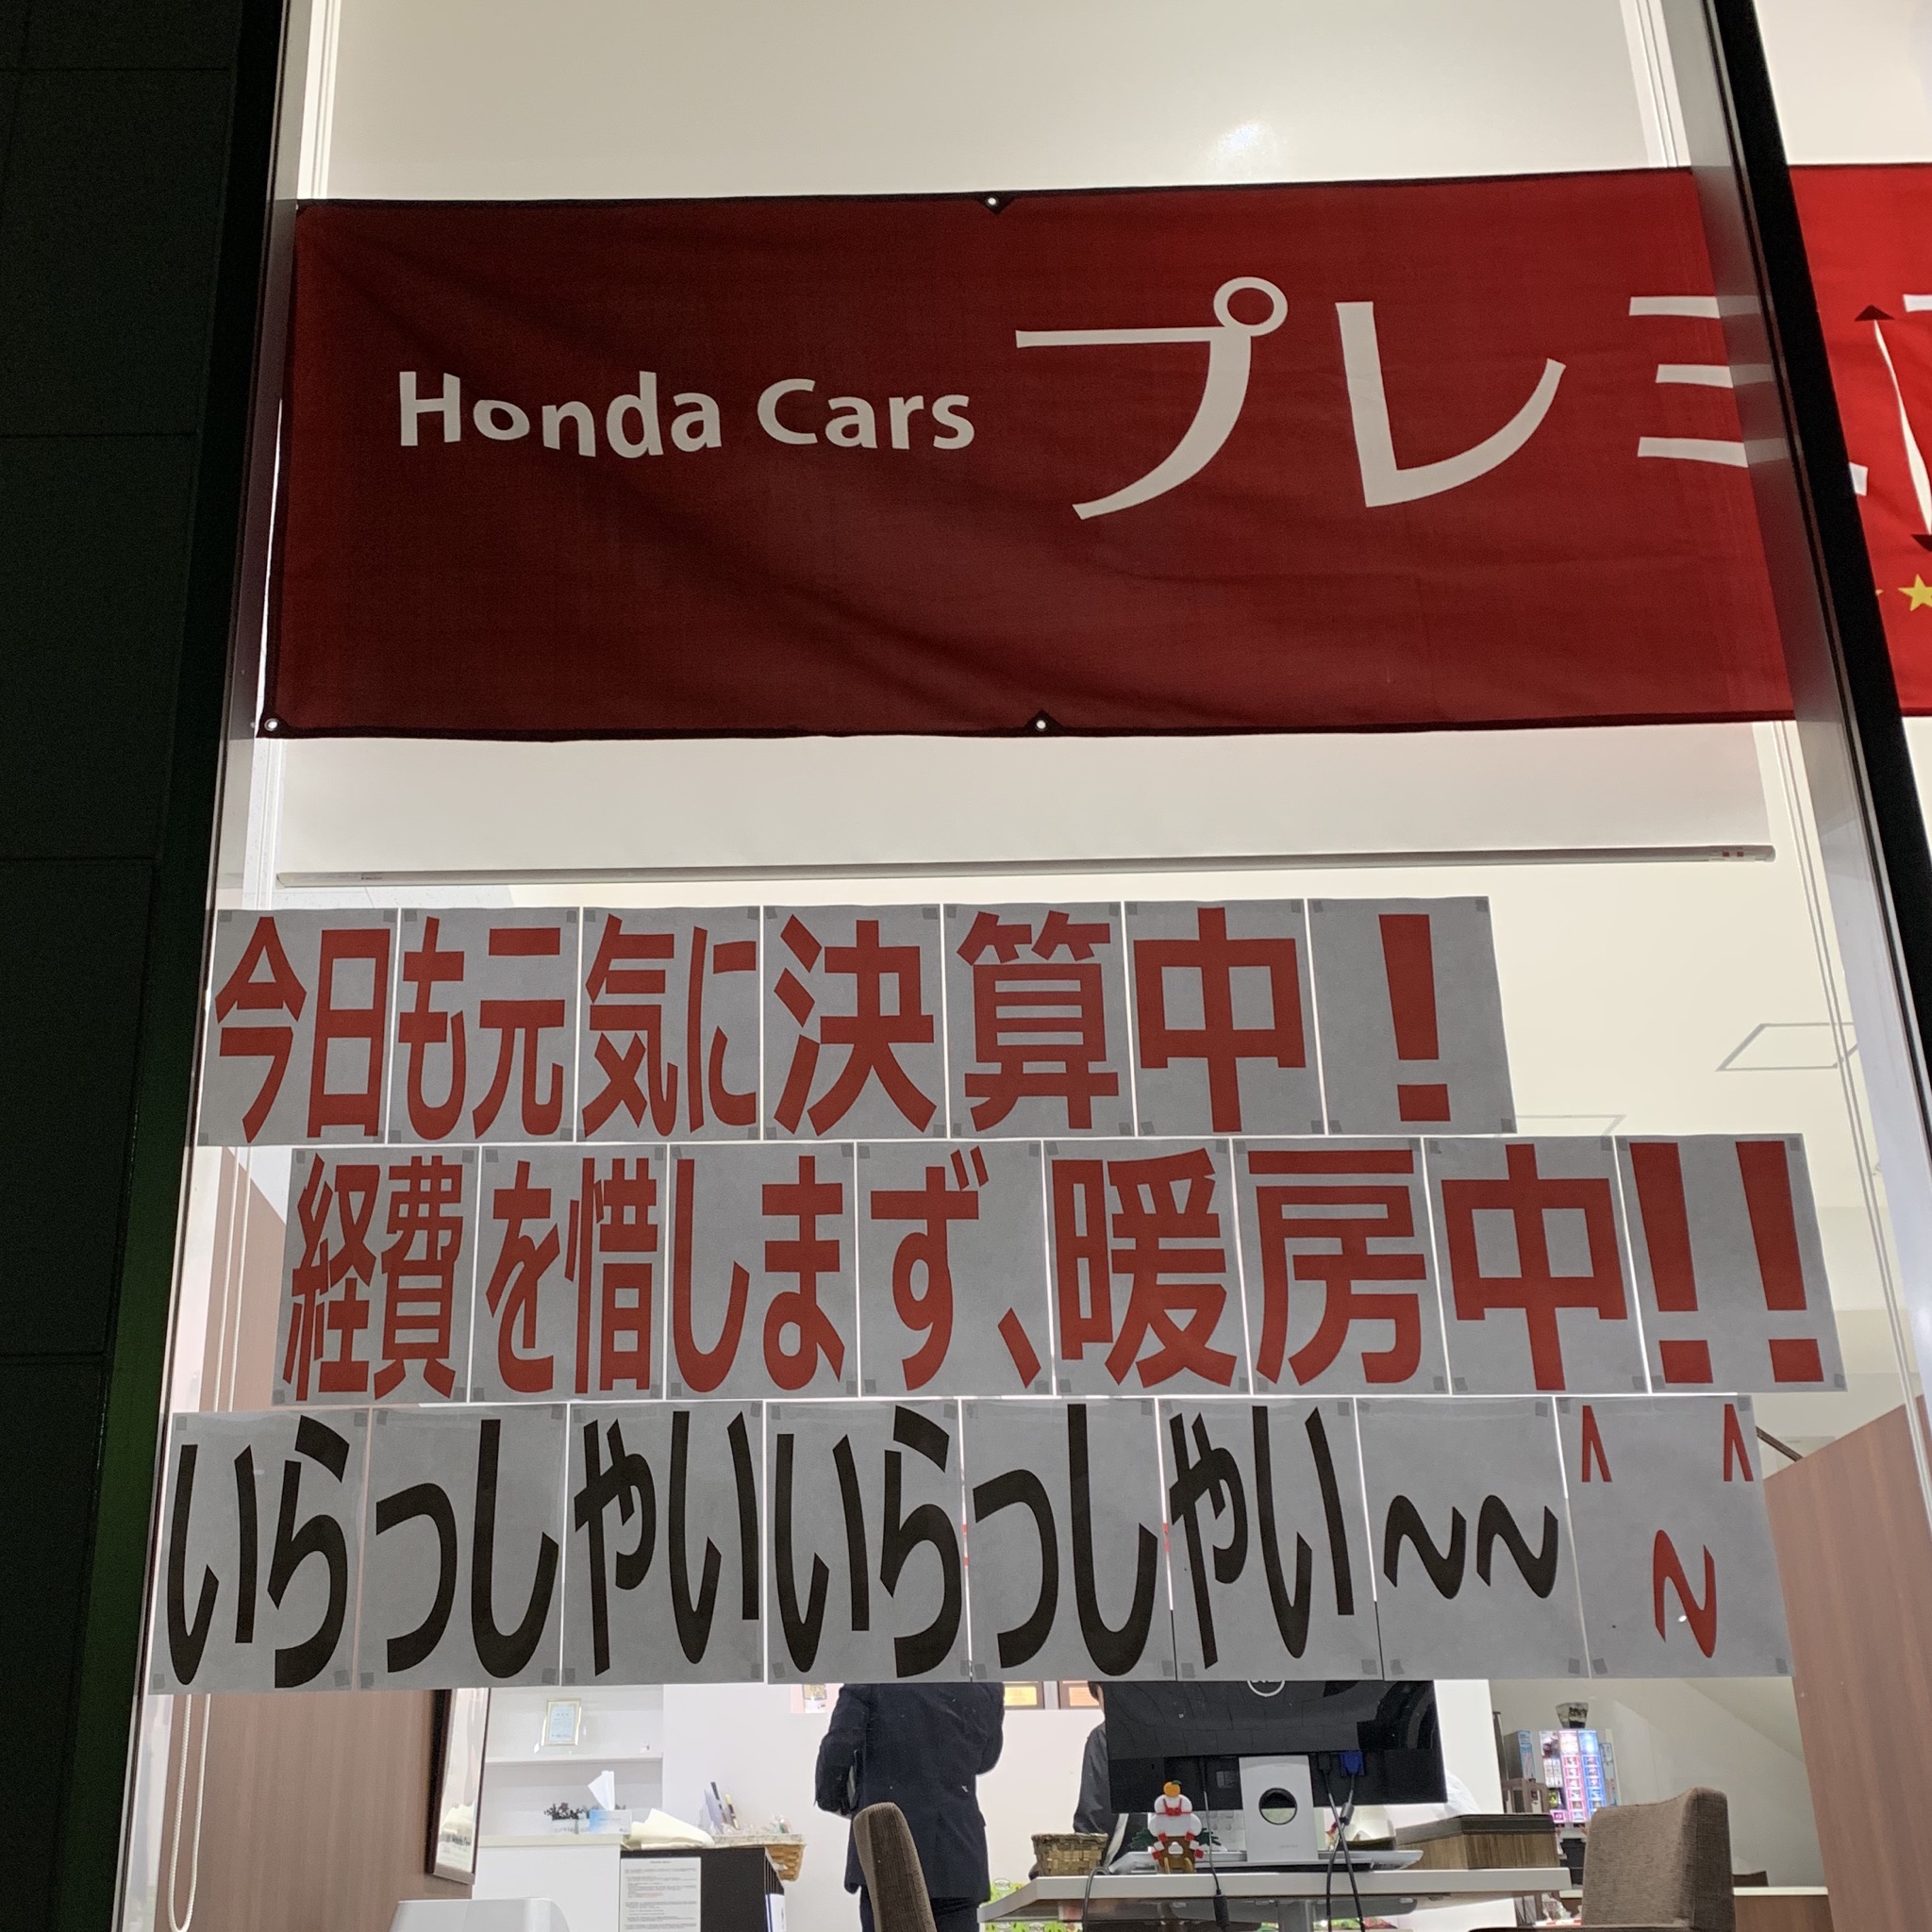 Honda Cars プレミ
今日も元気に決算中！
経費を惜しまず、暖房中！！
いらっしゃいいらっしゃい～～ ＾～＾